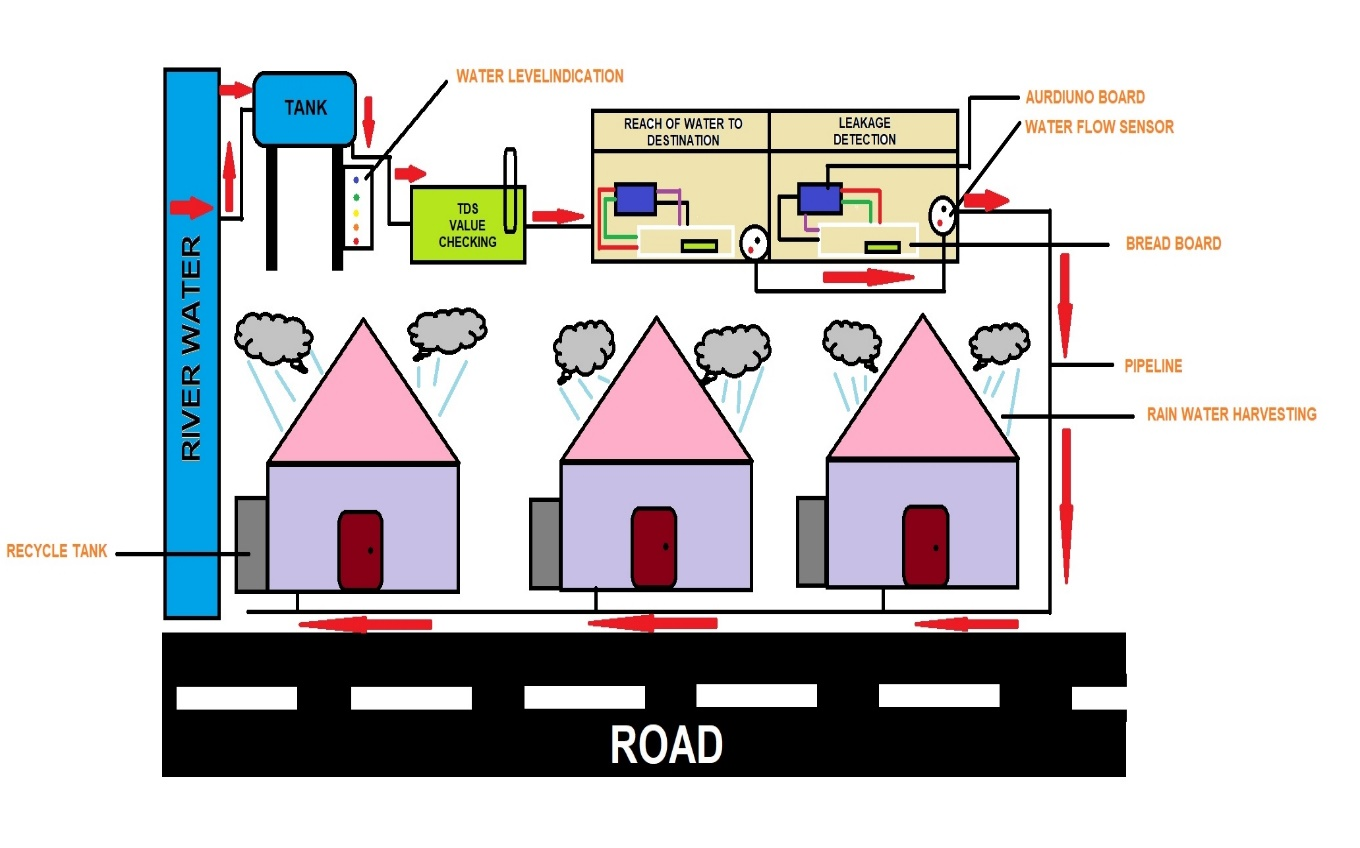 WATER LEVELINDICATION
TANK
AURDIUNO BOARD
REACH OF WATER TO
DESTINATION
LEAKAGE
DETECTION
WATER FLOW SENSOR
TDS
VALUE
CHECKING
BREAD BOARD
RIVER WATER
PIPELINE
RAIN WATER HARVESTING
RECYCLE TANK
ROAD